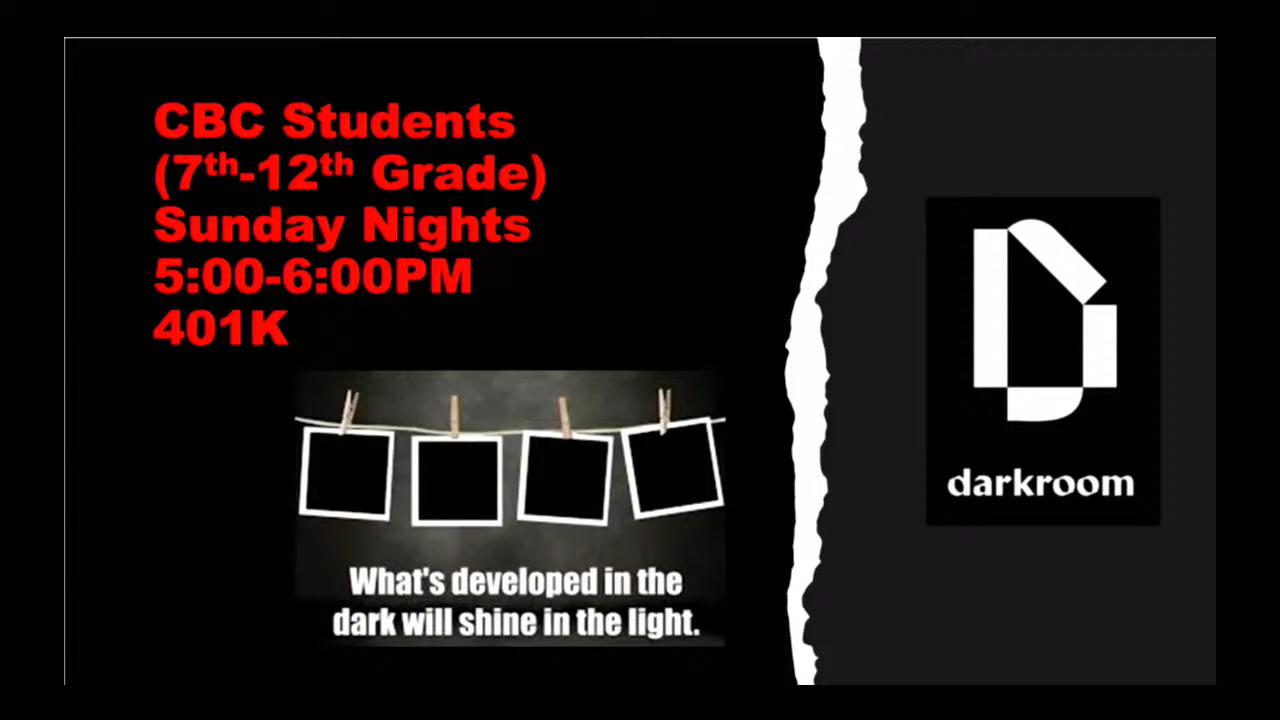 CBC Students
(7th-12th Grade)
Sunday Nights
5:00-6:00PM
401K
What's developed in the
dark will shine in the light.
darkroom